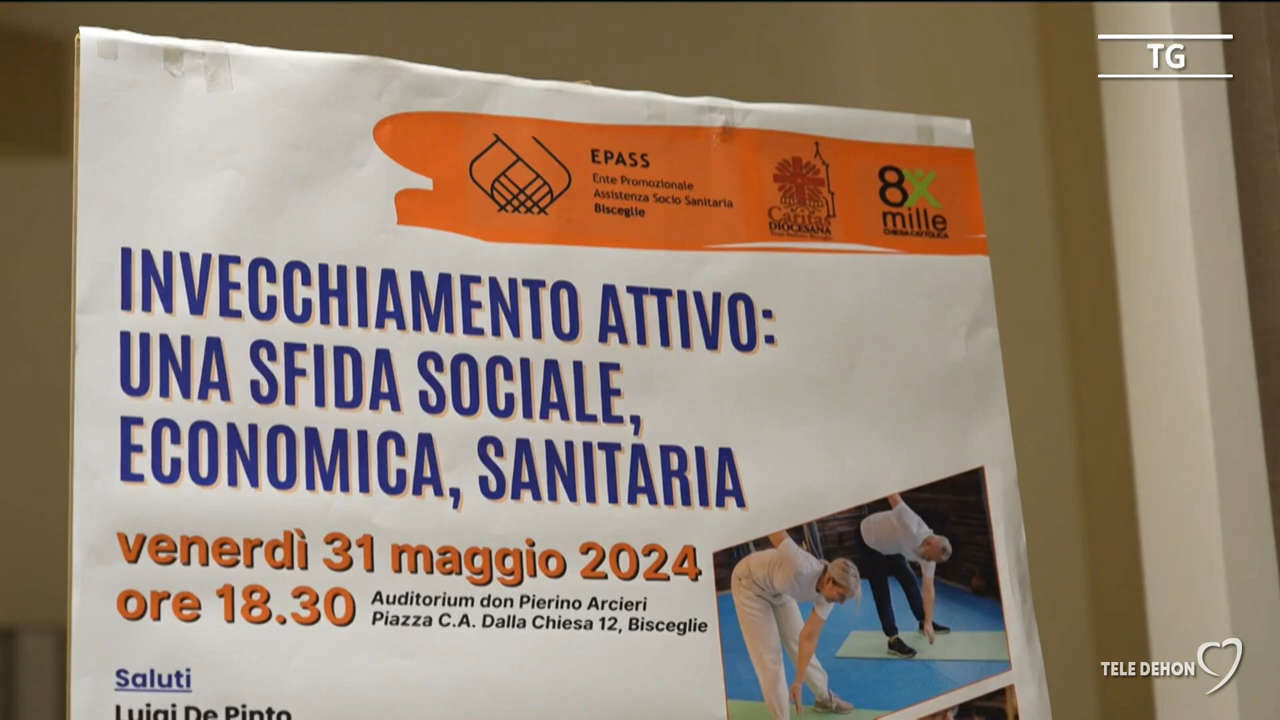 TG
EPASS
Ente Promozionale
Assistenza Socio Sanitaria
Bisceglie
Caritas
DIOCESANA
8x
mille
CHIESA CATTOLICA
INVECCHIAMENTO ATTIVO:
UNA SFIDA SOCIALE,
ECONOMICA, SANITARIA
venerdì 31 maggio 2024
ore 18.30
Auditorium don Pierino Arcieri
Piazza C.A. Dalla Chiesa 12, Bisceglie
Saluti
Luigi De Pinto
TELE DEHON